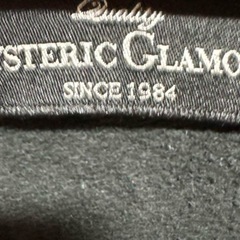 Quality
YSTERIC GLAMO
SINCE 1984